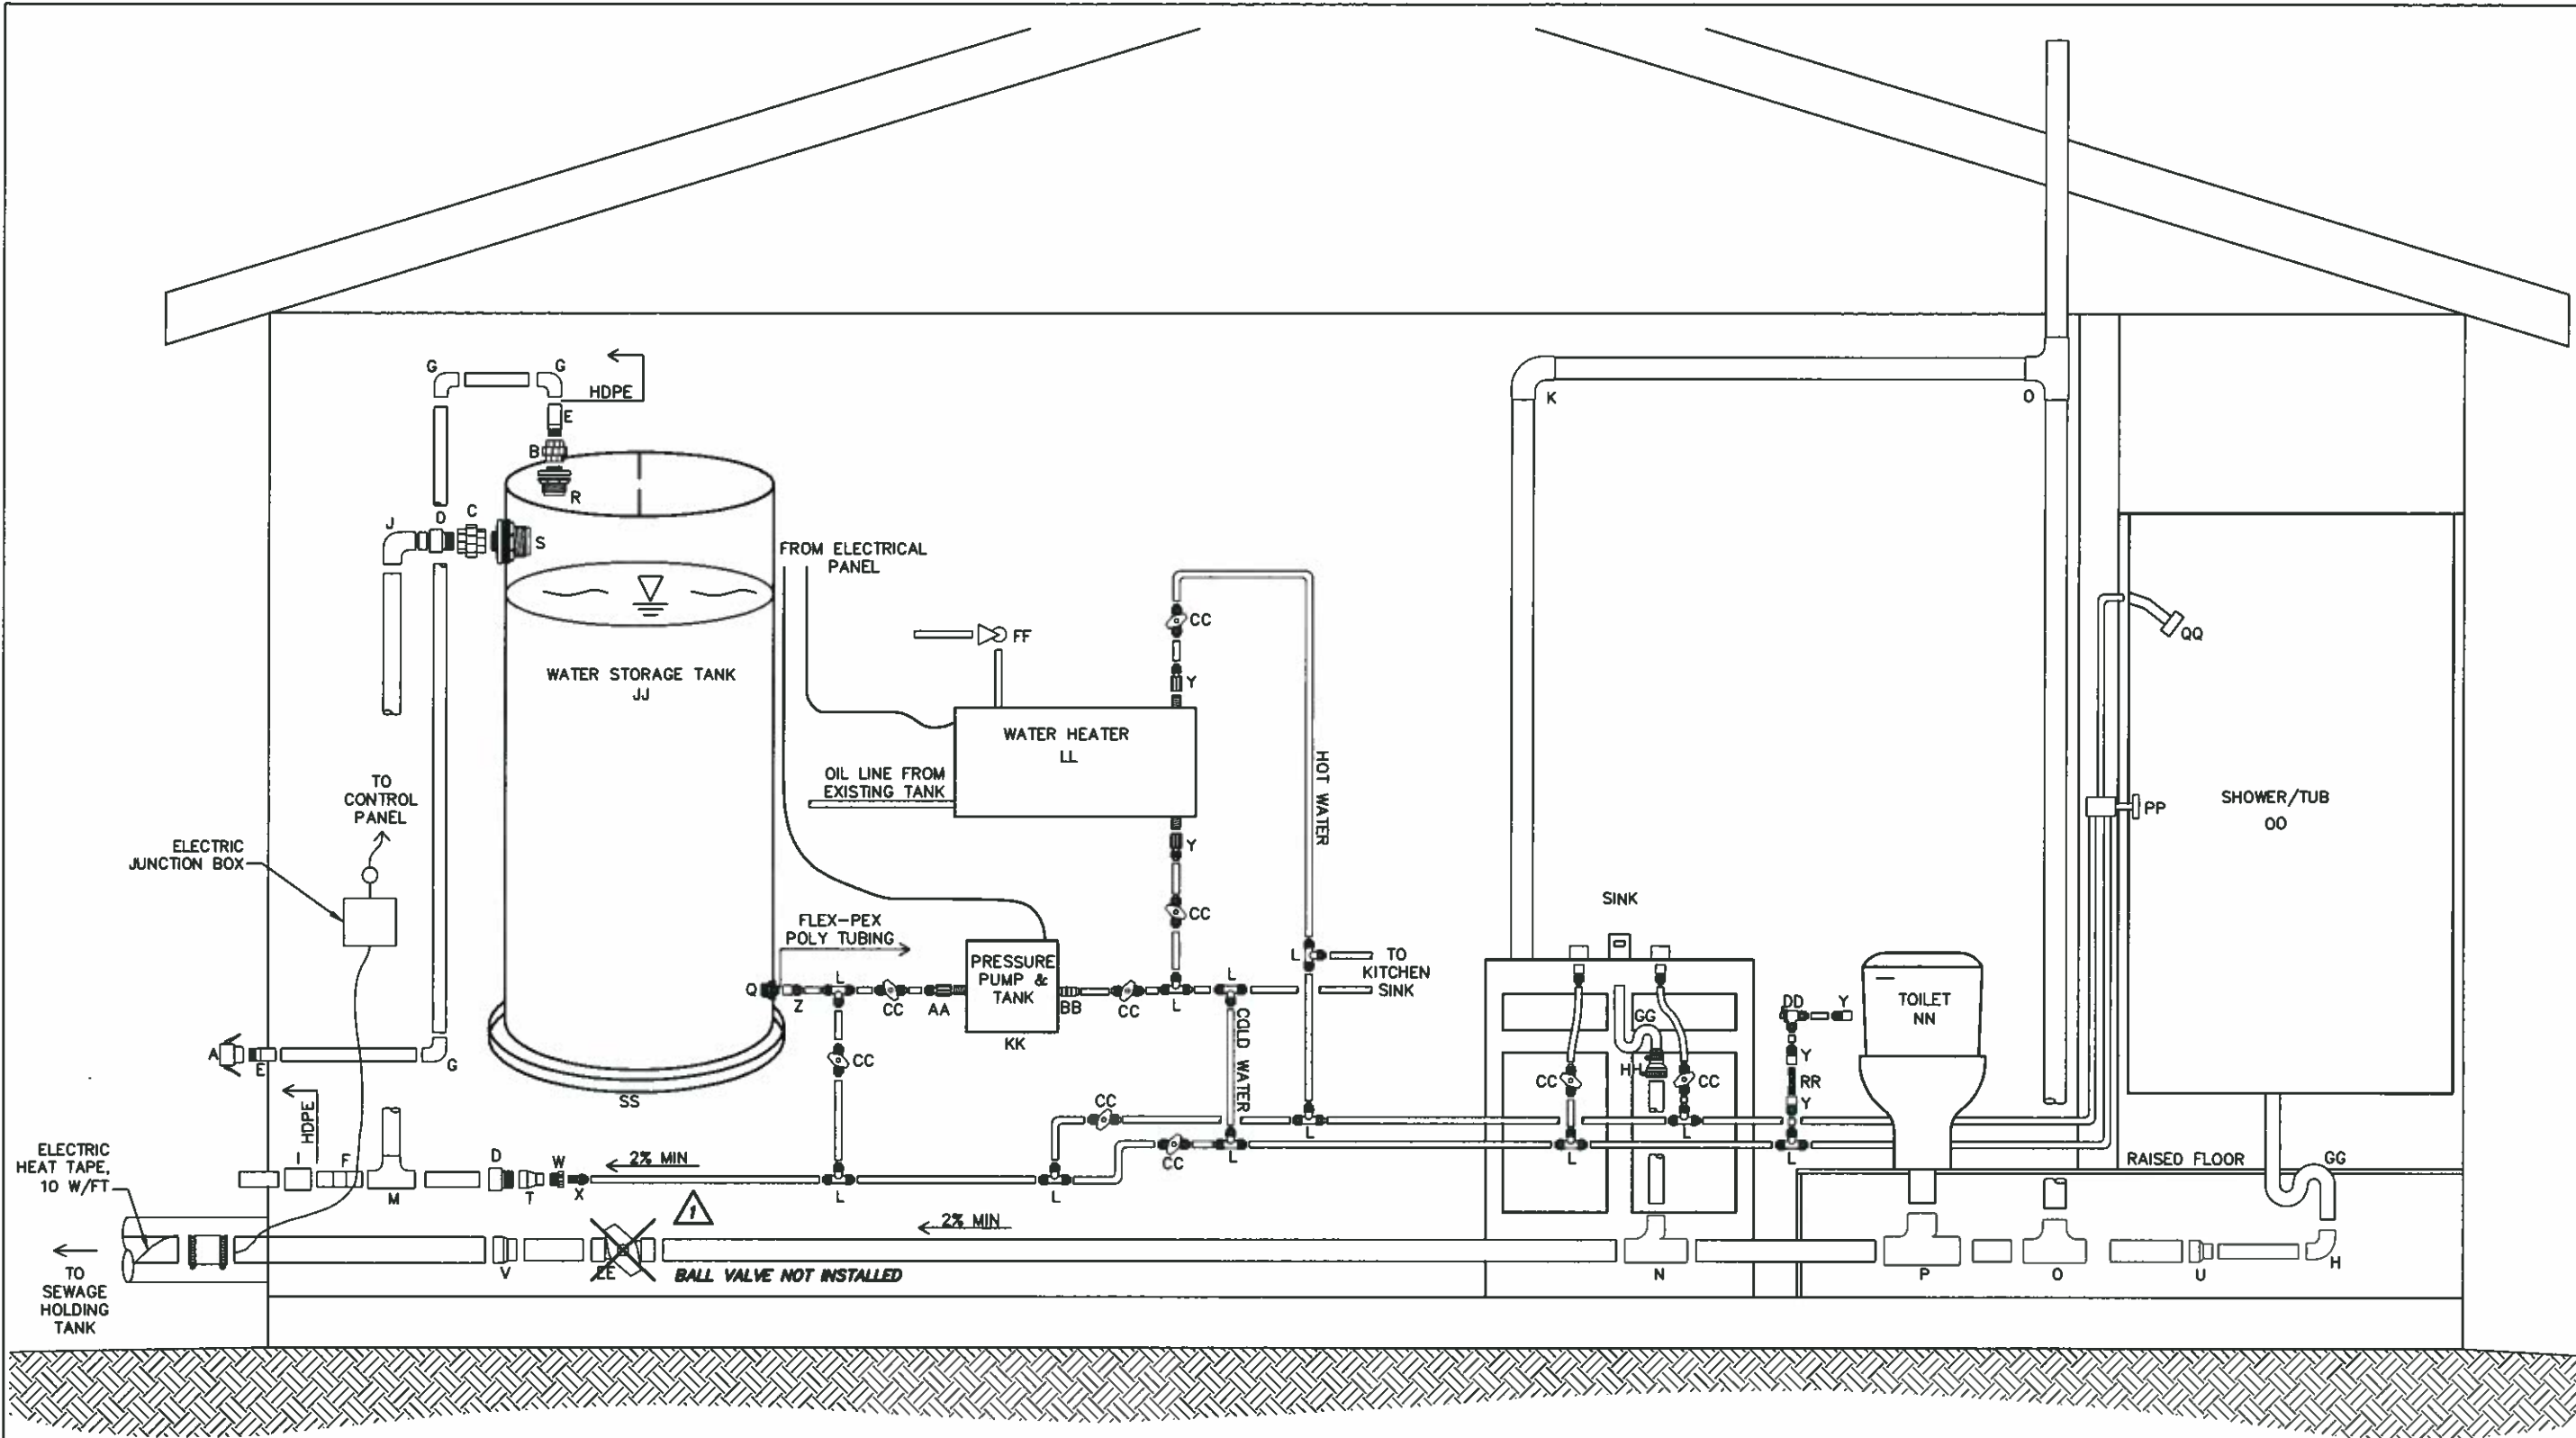 G
G
HDPE
E
B
R
K
O
J
D
C
S
FROM ELECTRICAL
PANEL
CC
FF
QQ
WATER STORAGE TANK
JJ
Y
WATER HEATER
LL
OIL LINE FROM
EXISTING TANK
HOT WATER
TO
CONTROL
PANEL
SHOWER/TUB
OO
PP
Y
ELECTRIC
JUNCTION BOX
CC
SINK
FLEX-PEX
POLY TUBING
L
TO
KITCHEN
SINK
PRESSURE
PUMP &
TANK
KK
Q
Z
L
CC
AA
BB
CC
L
L
COLD WATER
DD
Y
TOILET
NN
GG
HH
CC
CC
Y
RR
Y
A
E
G
CC
SS
CC
CC
L
L
L
L
L
HDPE
ELECTRIC
HEAT TAPE,
10 W/FT
I
F
M
D
T
W
X
2% MIN
L
L
RAISED FLOOR
GG
1
2% MIN
TO
SEWAGE
HOLDING
TANK
V
EE
BALL VALVE NOT INSTALLED
N
P
O
U
H